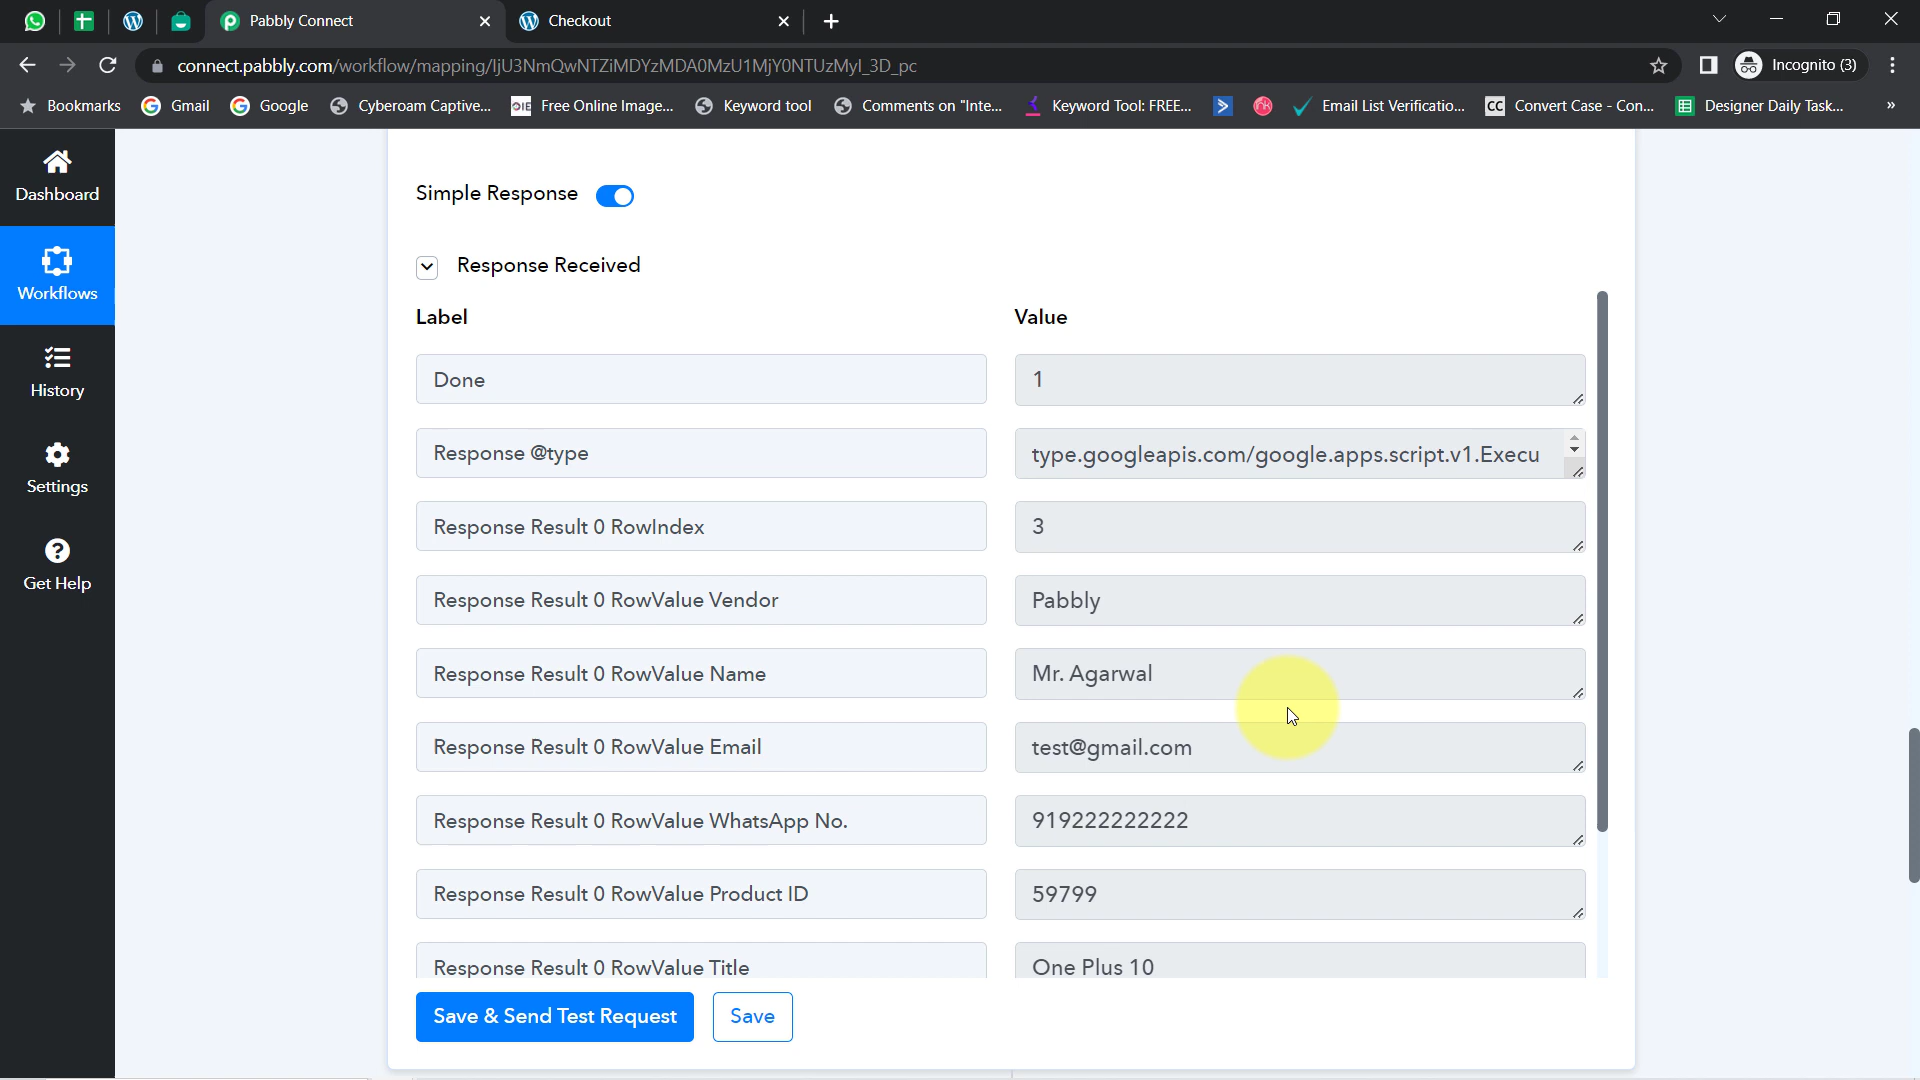 Pabbly Connect
Checkout
connect.pabbly.com/workflow/mapping/IjU3NmQwNTZiMDYzMDA0MzU1MjY0NTUzMyI_3D_pc
Incognito (3)
Bookmarks
Gmail
Google
Cyberoam Captive...
Free Online Image...
Keyword tool
Comments on "Inte...
Keyword Tool: FREE...
Email List Verificatio...
CC
Convert Case - Con...
Designer Daily Task...
»
Dashboard
Workflows
History
Settings
Get Help
Simple Response
Response Received
Label Value
Done 1
Response @type type.googleapis.com/google.apps.script.v1.Execu
Response Result 0 RowIndex 3
Response Result 0 RowValue Vendor Pabbly
Response Result 0 RowValue Name Mr. Agarwal
Response Result 0 RowValue Email test@gmail.com
Response Result 0 RowValue WhatsApp No. 919222222222
Response Result 0 RowValue Product ID 59799
Response Result 0 RowValue Title One Plus 10
Save & Send Test Request Save